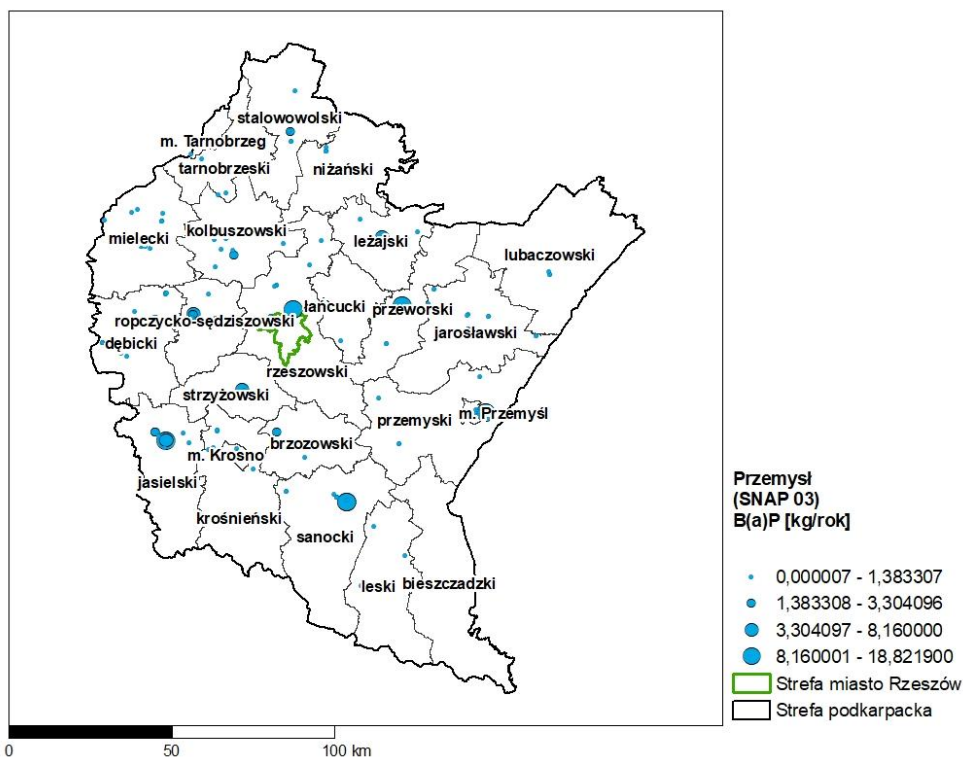 stalowowolski
m. Tarnobrzeg
tarnobrzeski
niżański
mielecki
kolbuszowski
leżajski
lubaczowski
łańcucki
przeworski
ropczycko-sędziszowski
jarosławski
dębicki
rzeszowski
strzyżowski
przemyski
m. Przemyśl
brzozowski
m. Krosno
jasielski
krośnieński
sanocki
leski
bieszczadzki
Przemysł
(SNAP 03)
B(a)P [kg/rok]
0,000007 - 1,383307
1,383308 - 3,304096
3,304097 - 8,160000
8,160001 - 18,821900
Strefa miasto Rzeszów
Strefa podkarpacka
0 50 100 km